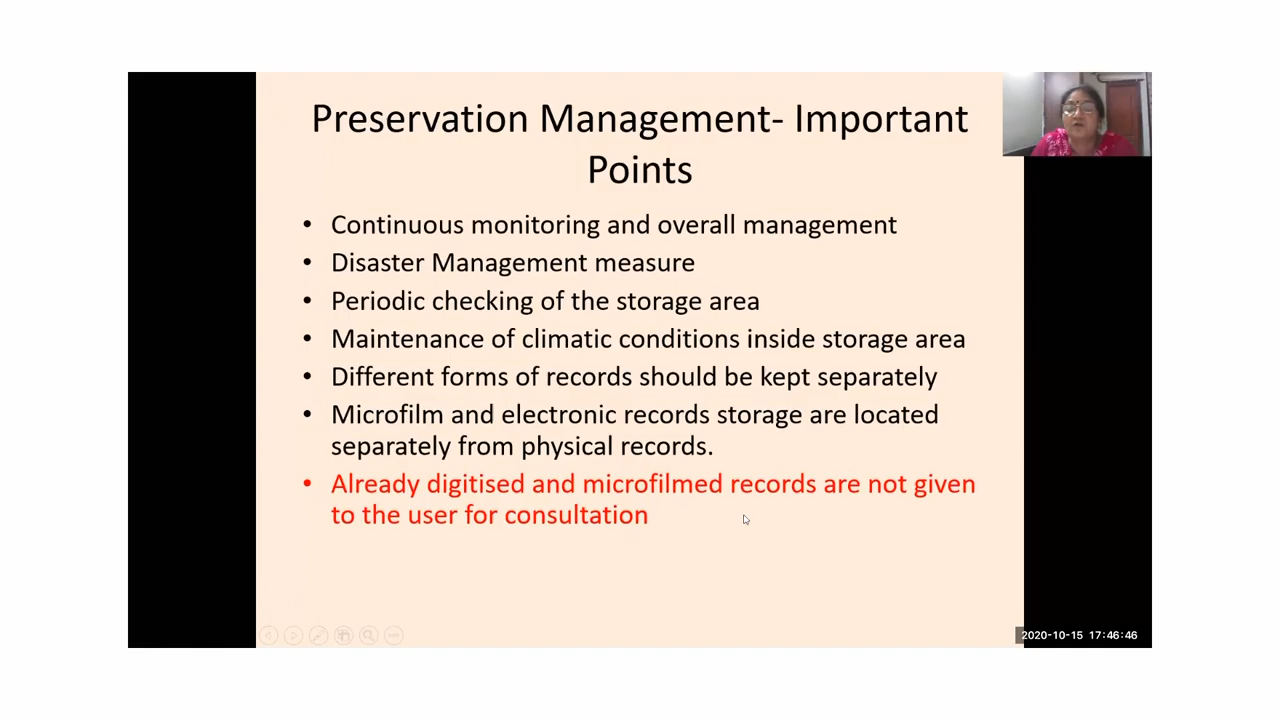 Preservation Management- Important
Points
• Continuous monitoring and overall management
• Disaster Management measure
• Periodic checking of the storage area
• Maintenance of climatic conditions inside storage area
• Different forms of records should be kept separately
• Microfilm and electronic records storage are located
separately from physical records.
• Already digitised and microfilmed records are not given
to the user for consultation
2020-10-15 17:46:46